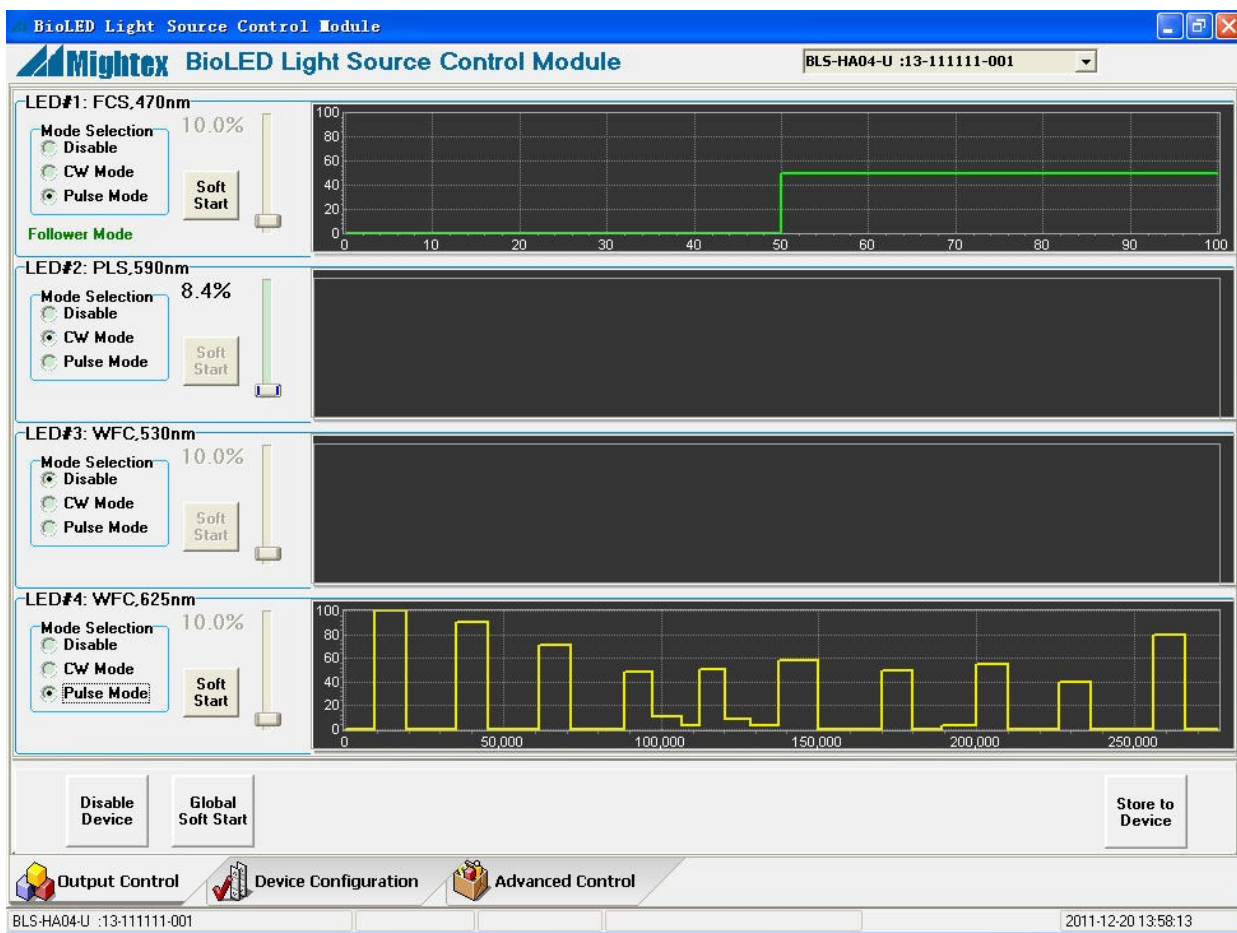 BioLED Light Source Control Module
Mightex BioLED Light Source Control Module BLS-HA04-U :13-111111-001
LED#1: FCS,470nm
Mode Selection 10.0%
Disable
CW Mode
Pulse Mode
Soft
Start
Follower Mode
100
80
60
40
20
0
0 10 20 30 40 50 60 70 80 90 100
LED#2: PLS,590nm
Mode Selection 8.4%
Disable
CW Mode
Pulse Mode
Soft
Start
LED#3: WFC,530nm
Mode Selection 10.0%
Disable
CW Mode
Pulse Mode
Soft
Start
LED#4: WFC,625nm
Mode Selection 10.0%
Disable
CW Mode
Pulse Mode
Soft
Start
100
80
60
40
20
0
0 50,000 100,000 150,000 200,000 250,000
Disable
Device
Global
Soft Start
Store to
Device
Output Control Device Configuration Advanced Control
BLS-HA04-U :13-111111-001 2011-12-20 13:58:13